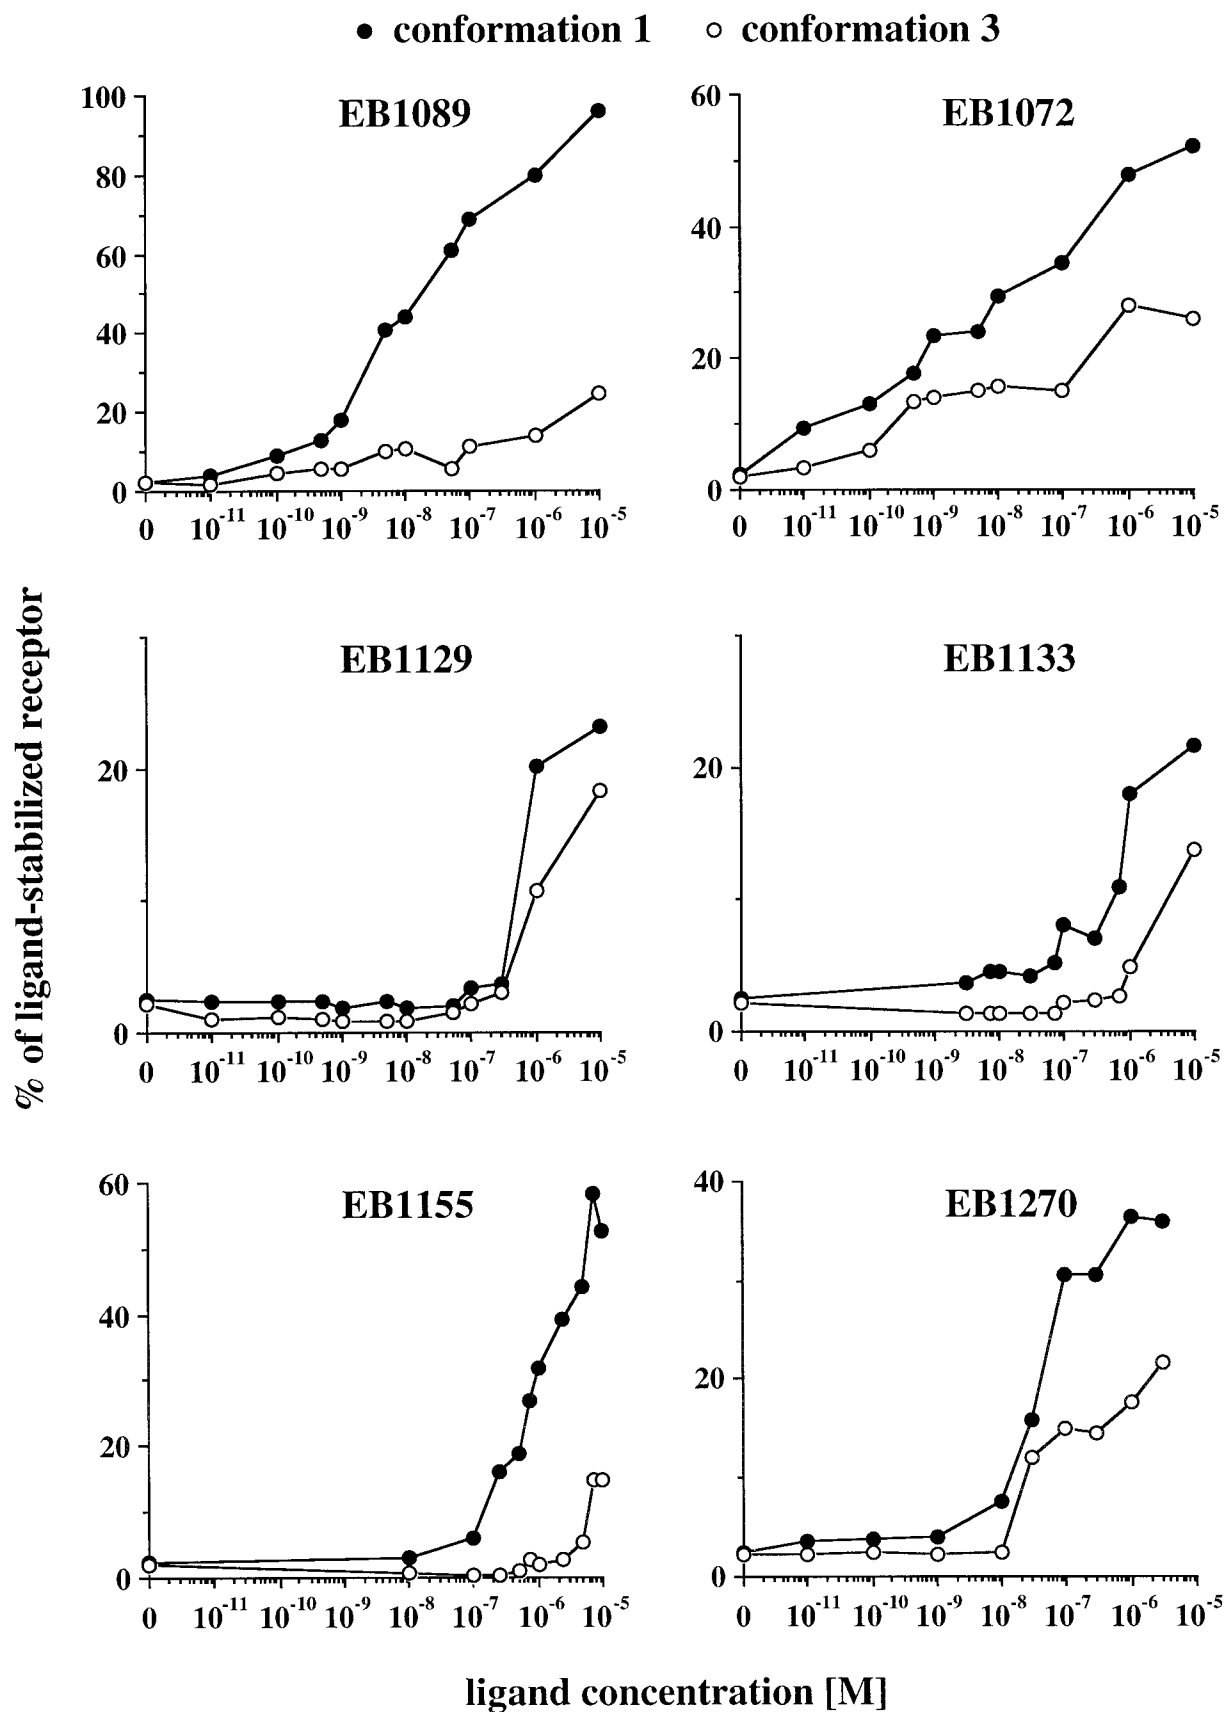 ● conformation 1 ○ conformation 3
EB1089
100
80
60
40
20
0
0 10⁻¹¹ 10⁻¹⁰ 10⁻⁹ 10⁻⁸ 10⁻⁷ 10⁻⁶ 10⁻⁵
EB1072
60
40
20
0
0 10⁻¹¹ 10⁻¹⁰ 10⁻⁹ 10⁻⁸ 10⁻⁷ 10⁻⁶ 10⁻⁵
% of ligand-stabilized receptor
EB1129
20
0
0 10⁻¹¹ 10⁻¹⁰ 10⁻⁹ 10⁻⁸ 10⁻⁷ 10⁻⁶ 10⁻⁵
EB1133
20
0
0 10⁻¹¹ 10⁻¹⁰ 10⁻⁹ 10⁻⁸ 10⁻⁷ 10⁻⁶ 10⁻⁵
EB1155
60
40
20
0
0 10⁻¹¹ 10⁻¹⁰ 10⁻⁹ 10⁻⁸ 10⁻⁷ 10⁻⁶ 10⁻⁵
EB1270
40
20
0
0 10⁻¹¹ 10⁻¹⁰ 10⁻⁹ 10⁻⁸ 10⁻⁷ 10⁻⁶ 10⁻⁵
ligand concentration [M]